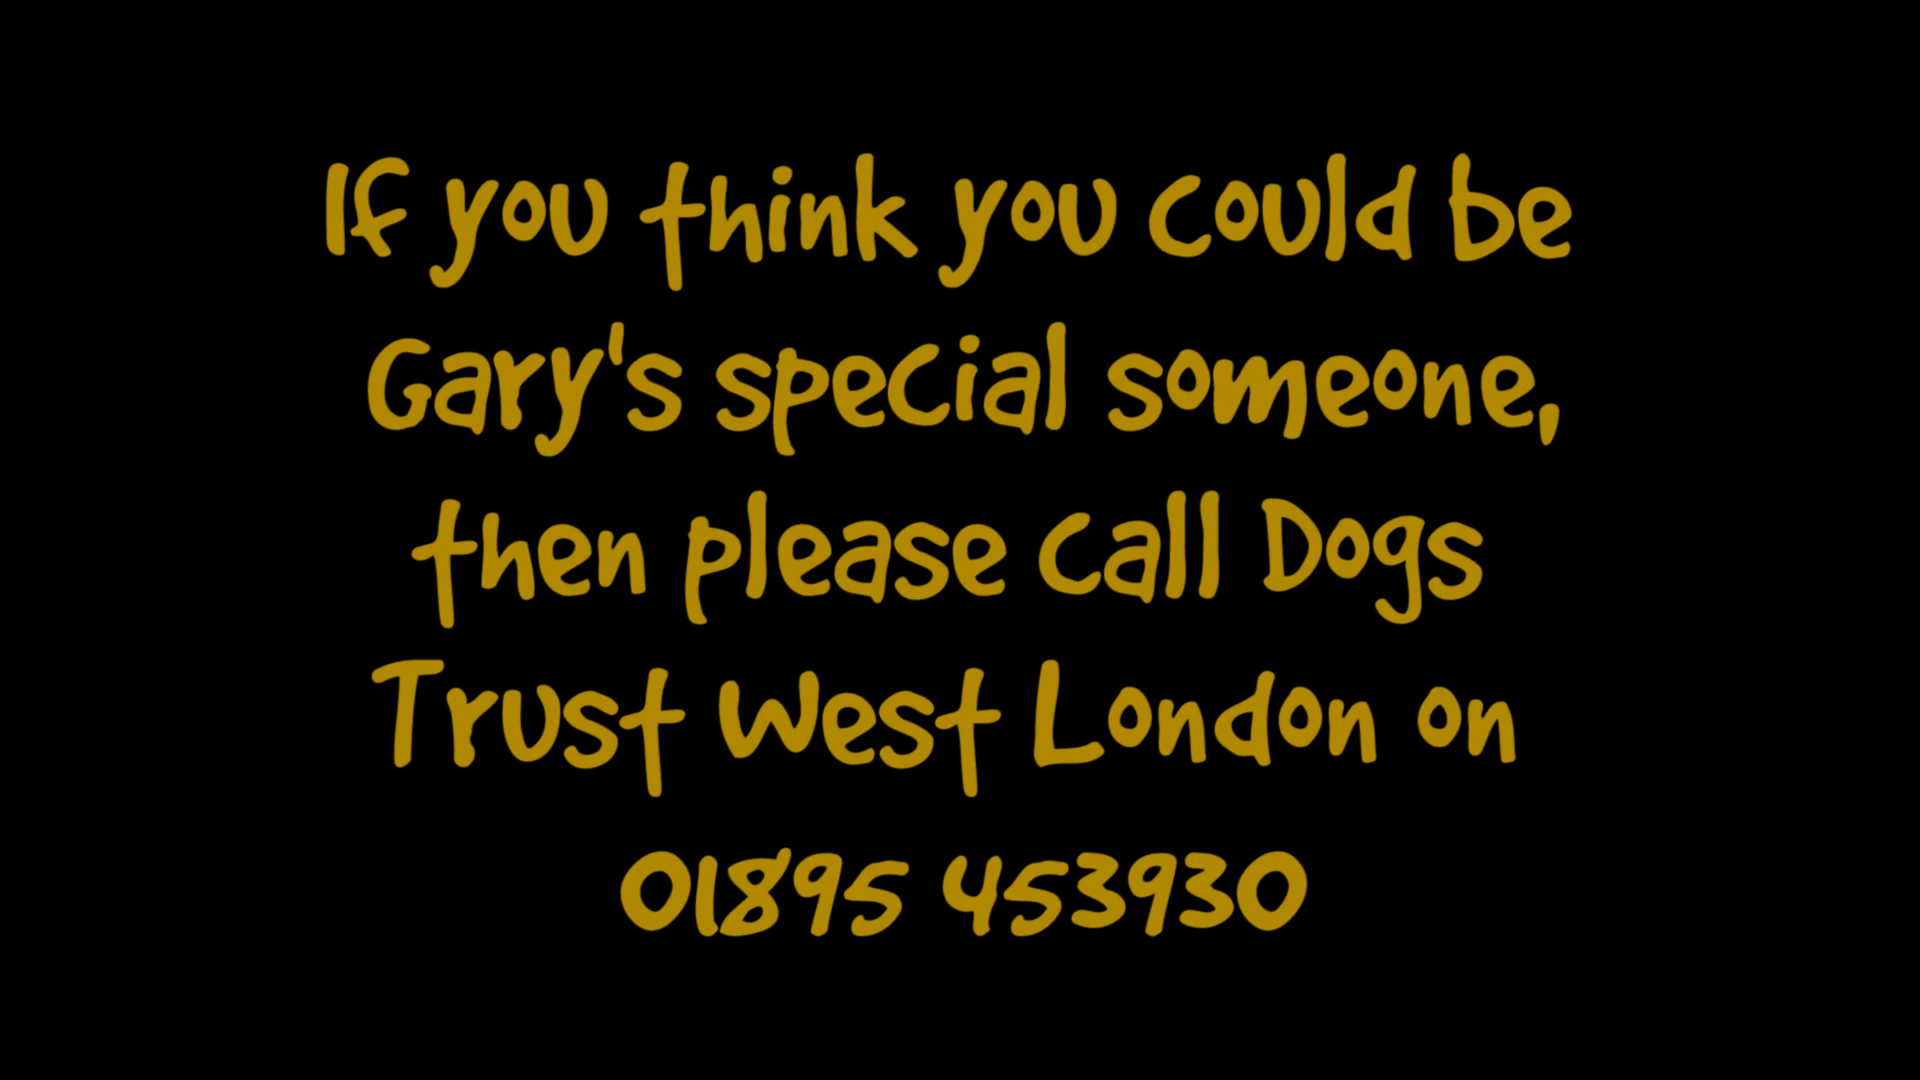 If you think you could be
Gary's special someone,
then please call Dogs
Trust West London on
01895 453930